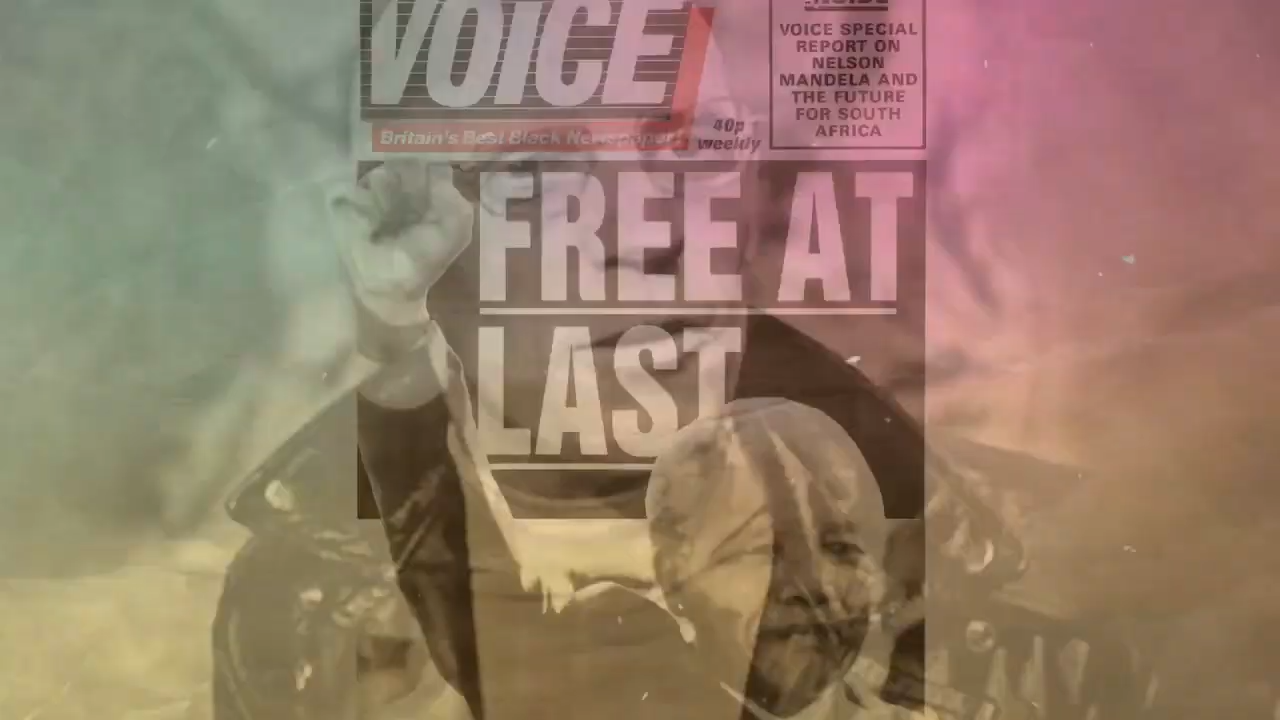 VOICE
VOICE SPECIAL
REPORT ON
NELSON
MANDELA AND
THE FUTURE
FOR SOUTH
AFRICA
Britain's Best Black Newspaper!
40p
weekly
FREE AT
LAST